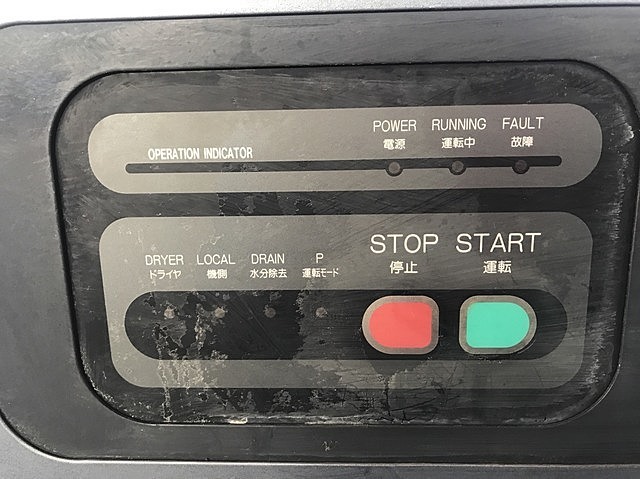 POWER RUNNING FAULT
電源 運転中 故障
OPERATION INDICATOR
STOP START
停止 運転
DRYER LOCAL DRAIN P
ドライヤ 機側 水分除去 運転モード